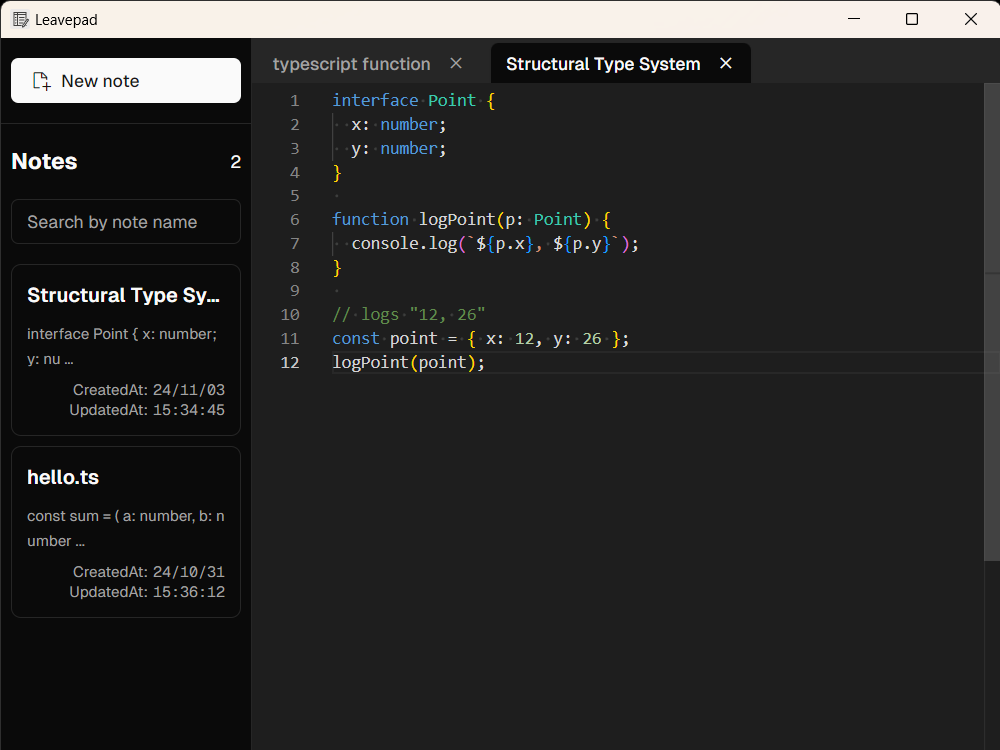 Leavepad
New note
Notes 2
Search by note name
Structural Type Sy...
interface Point { x: number;
y: nu ...
CreatedAt: 24/11/03
UpdatedAt: 15:34:45
hello.ts
const sum = ( a: number, b: n
umber ...
CreatedAt: 24/10/31
UpdatedAt: 15:36:12
typescript function Structural Type System
1 interface Point {
2   x: number;
3   y: number;
4 }
5
6 function logPoint(p: Point) {
7   console.log(`${p.x}, ${p.y}`);
8 }
9
10 // logs "12, 26"
11 const point = { x: 12, y: 26 };
12 logPoint(point);